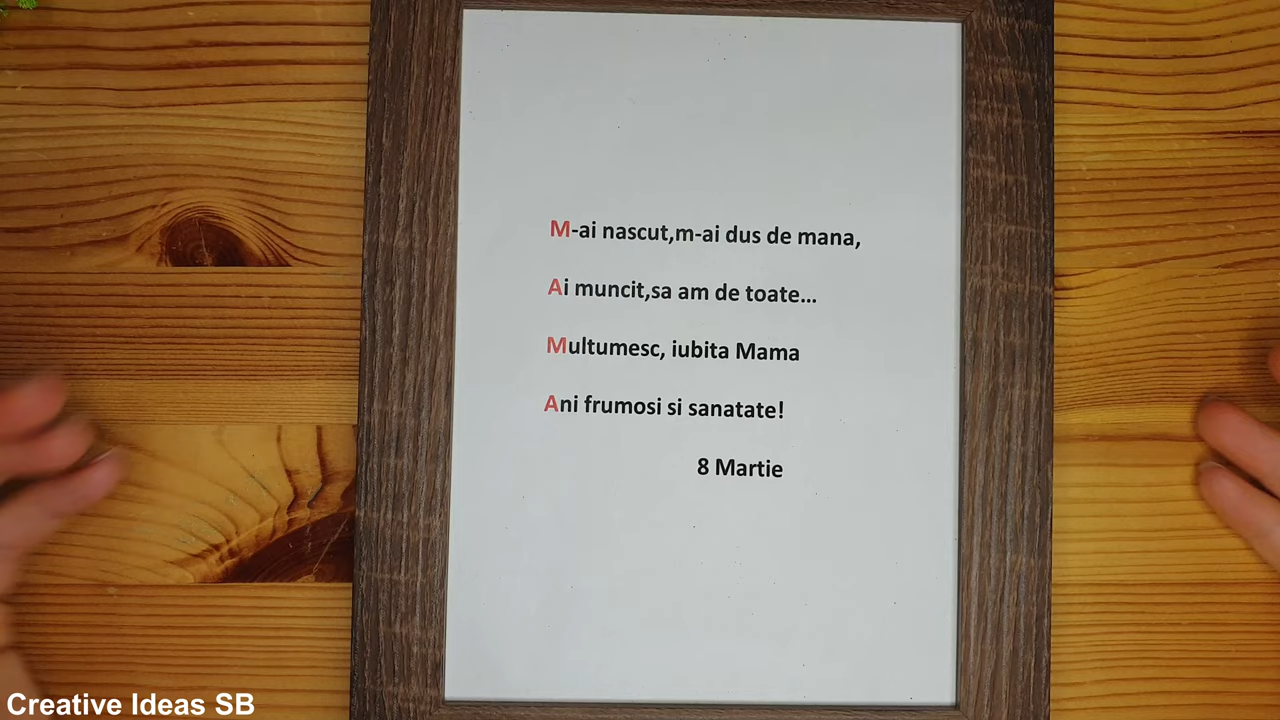 M-ai nascut,m-ai dus de mana,
Ai muncit,sa am de toate...
Multumesc, iubita Mama
Ani frumosi si sanatate!
8 Martie
Creative Ideas SB